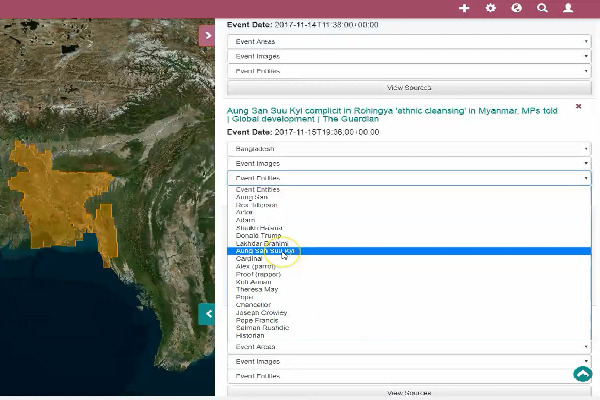 Event Date: 2017-11-14T11:38:00+00:00
Event Areas
Event Images
Event Entities
View Sources
Aung San Suu Kyi complicit in Rohingya 'ethnic cleansing' in Myanmar, MPs told
| Global development | The Guardian
Event Date: 2017-11-15T19:36:00+00:00
Bangladesh
Event Images
Event Entities
Event Entities
Aung San
Rex Tillerson
Actor
Adam
Sheikh Hasina
Donald Trump
Lakhdar Brahimi
Aung San Suu Kyi
Cardinal
Alex (parrot)
Proof (rapper)
Kofi Annan
Theresa May
Pope
Chancellor
Joseph Crowley
Pope Francis
Salman Rushdie
Historian
Event Areas
Event Images
Event Entities
View Sources